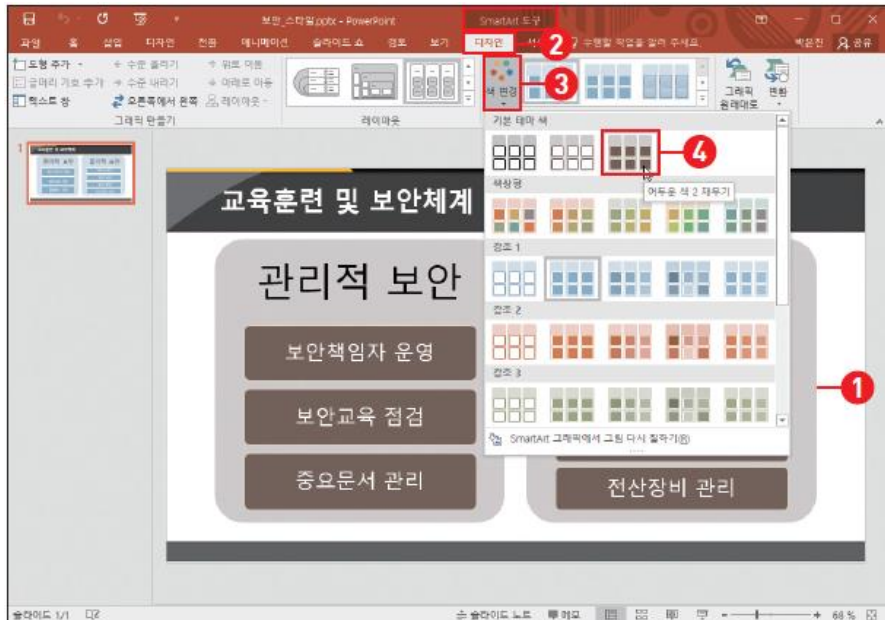 보안_스타일.pptx - PowerPoint
SmartArt 도구
파일 홈 삽입 디자인 전환 애니메이션 슬라이드 쇼 검토 보기 디자인 2 수행할 작업을 알려 주세요. 박은진 공유
도형 추가 수준 올리기 위로 이동
글머리 기호 추가 수준 내리기 아래로 이동
텍스트 창 오른쪽에서 왼쪽 레이아웃
색 변경 3
그래픽 원래대로
변환
그래픽 만들기 레이아웃
기본 테마 색
4
어두운 색 2 채우기
색상형
강조 1
강조 2
강조 3
SmartArt 그래픽에서 그림 다시 칠하기(R)
1
교육훈련 및 보안체계
관리적 보안
보안책임자 운영
보안교육 점검
중요문서 관리
전산장비 관리
1
슬라이드 1/1 슬라이드 노트 메모 68 %